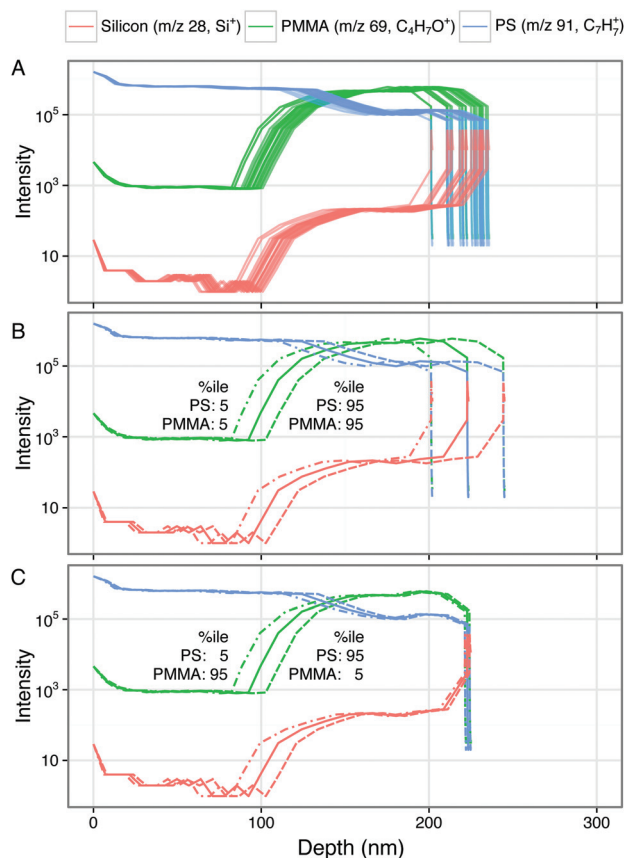 Silicon (m/z 28, Si⁺) PMMA (m/z 69, C₄H₇O⁺) PS (m/z 91, C₇H₇⁺)
A
Intensity
10⁵
10³
10
B
Intensity
10⁵
10³
10
%ile %ile
PS: 5 PS: 95
PMMA: 5 PMMA: 95
C
Intensity
10⁵
10³
10
%ile %ile
PS: 5 PS: 95
PMMA: 95 PMMA: 5
0 100 200 300
Depth (nm)